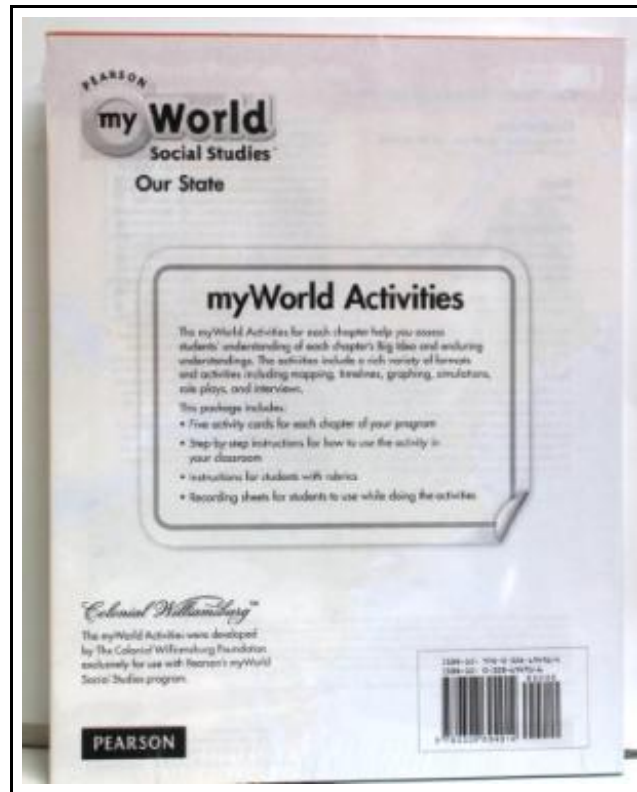 PEARSON
my World
Social Studies™
Our State
myWorld Activities
The myWorld Activities for each chapter help you assess
students' understanding of each chapter's Big Idea and enduring
understandings. The activities include a rich variety of formats
and activities including mapping, timelines, graphing, simulations,
role plays, and interviews.
This package includes:
• Five activity cards for each chapter of your program
• Step-by-step instructions for how to use the activity in
your classroom
• Instructions for students with rubrics
• Recording sheets for students to use while doing the activities
Colonial Williamsburg™
The myWorld Activities were developed
by The Colonial Williamsburg Foundation
exclusively for use with Pearson's myWorld
Social Studies program.
PEARSON